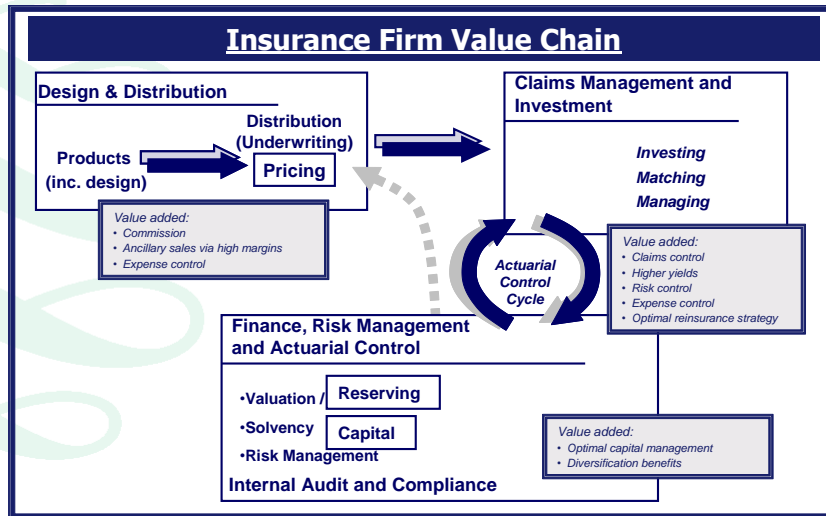 Insurance Firm Value Chain
Design & Distribution
Distribution
(Underwriting)
Products
(inc. design)
Pricing
Value added:
• Commission
• Ancillary sales via high margins
• Expense control
Claims Management and
Investment
Investing
Matching
Managing
Value added:
• Claims control
• Higher yields
• Risk control
• Expense control
• Optimal reinsurance strategy
Actuarial
Control
Cycle
Finance, Risk Management
and Actuarial Control
•Valuation / Reserving
•Solvency Capital
•Risk Management
Internal Audit and Compliance
Value added:
• Optimal capital management
• Diversification benefits